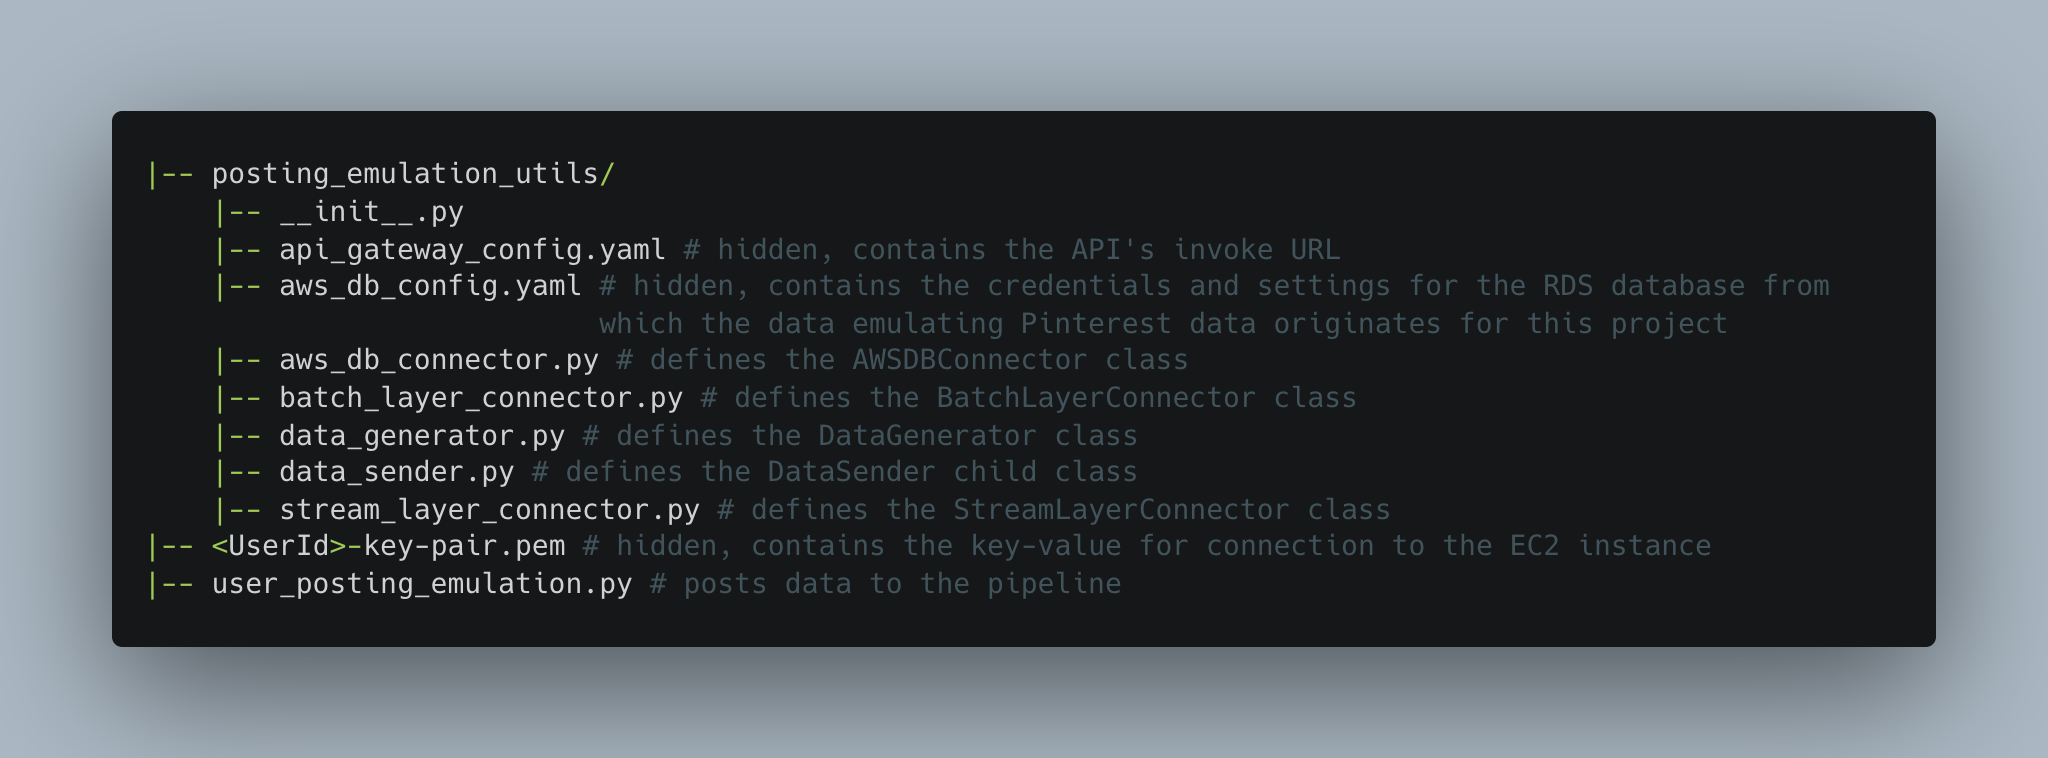 |-- posting_emulation_utils/
    |-- __init__.py
    |-- api_gateway_config.yaml # hidden, contains the API's invoke URL
    |-- aws_db_config.yaml # hidden, contains the credentials and settings for the RDS database from
                           which the data emulating Pinterest data originates for this project
    |-- aws_db_connector.py # defines the AWSDBConnector class
    |-- batch_layer_connector.py # defines the BatchLayerConnector class
    |-- data_generator.py # defines the DataGenerator class
    |-- data_sender.py # defines the DataSender child class
    |-- stream_layer_connector.py # defines the StreamLayerConnector class
|-- <UserId>-key-pair.pem # hidden, contains the key-value for connection to the EC2 instance
|-- user_posting_emulation.py # posts data to the pipeline